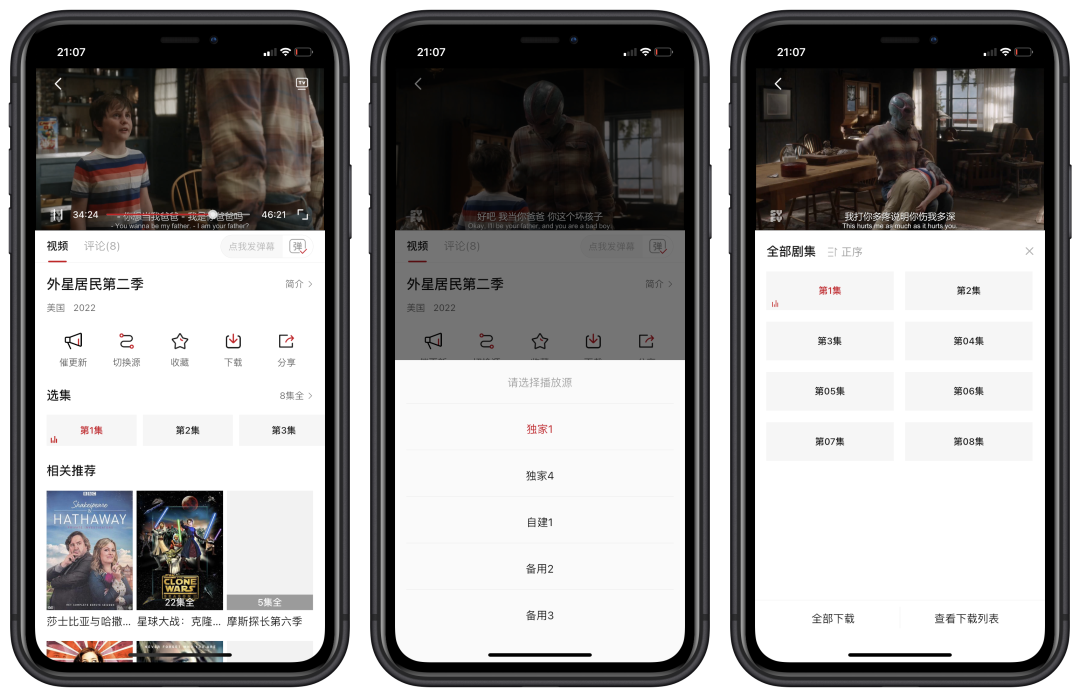 21:07
34:24
46:21
- 你想当我爸爸 - 我是你爸爸吗?
- You wanna be my father. - I am your father?
视频
评论(8)
点我发弹幕
弹
外星居民第二季
简介
美国 2022
催更新
切换源
收藏
下载
分享
选集
8集全
第1集
第2集
第3集
相关推荐
Shakespeare
& HATHAWAY
CLONE
WARS
22集全
5集全
莎士比亚与哈撒...
星球大战：克隆...
摩斯探长第六季
21:07
好吧 我当你爸爸 你这个坏孩子
Okay. I'll be your father, and you are a bad boy.
视频
评论(8)
点我发弹幕
弹
外星居民第二季
简介
美国 2022
请选择播放源
独家1
独家4
自建1
备用2
备用3
21:07
我打你多疼说明你伤我多深
This hurts me as much as it hurts you.
全部剧集
正序
第1集
第2集
第3集
第04集
第05集
第06集
第07集
第08集
全部下载
查看下载列表